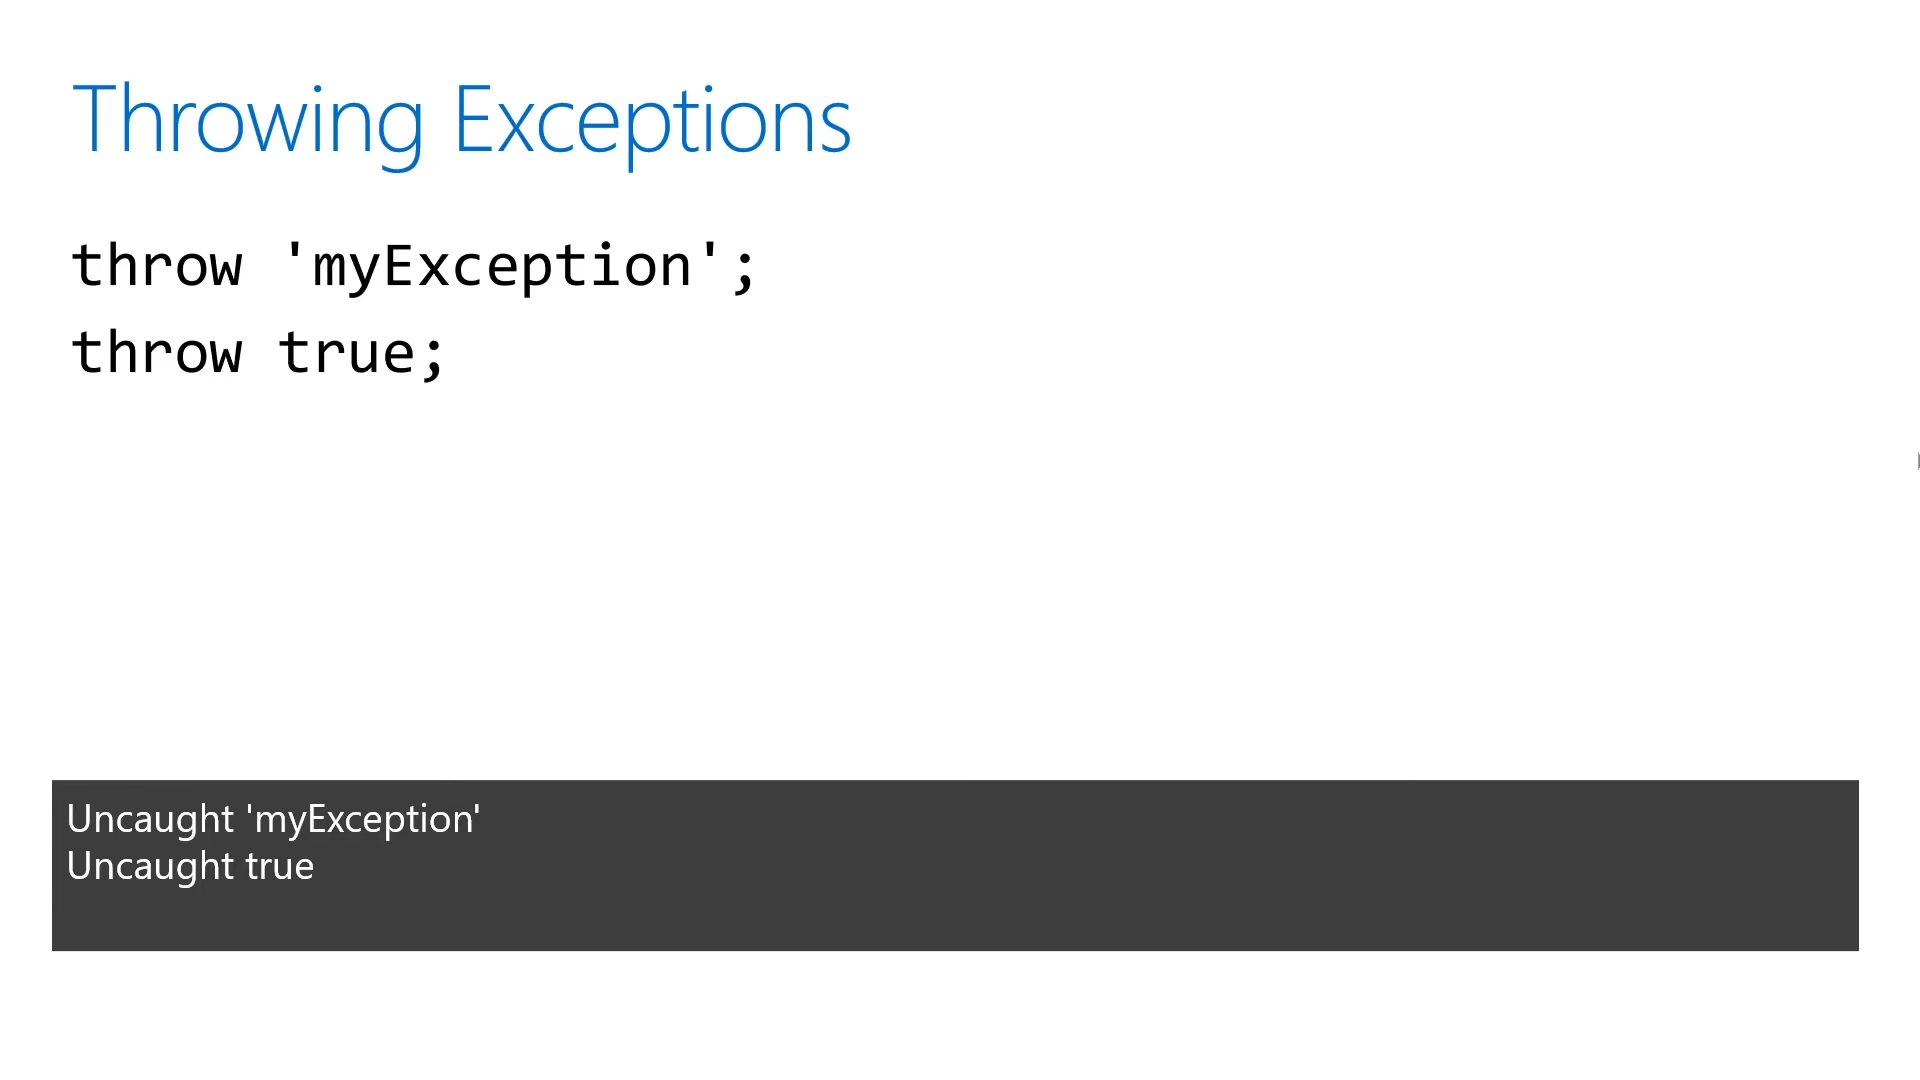 Throwing Exceptions
throw 'myException';
throw true;
Uncaught 'myException'
Uncaught true